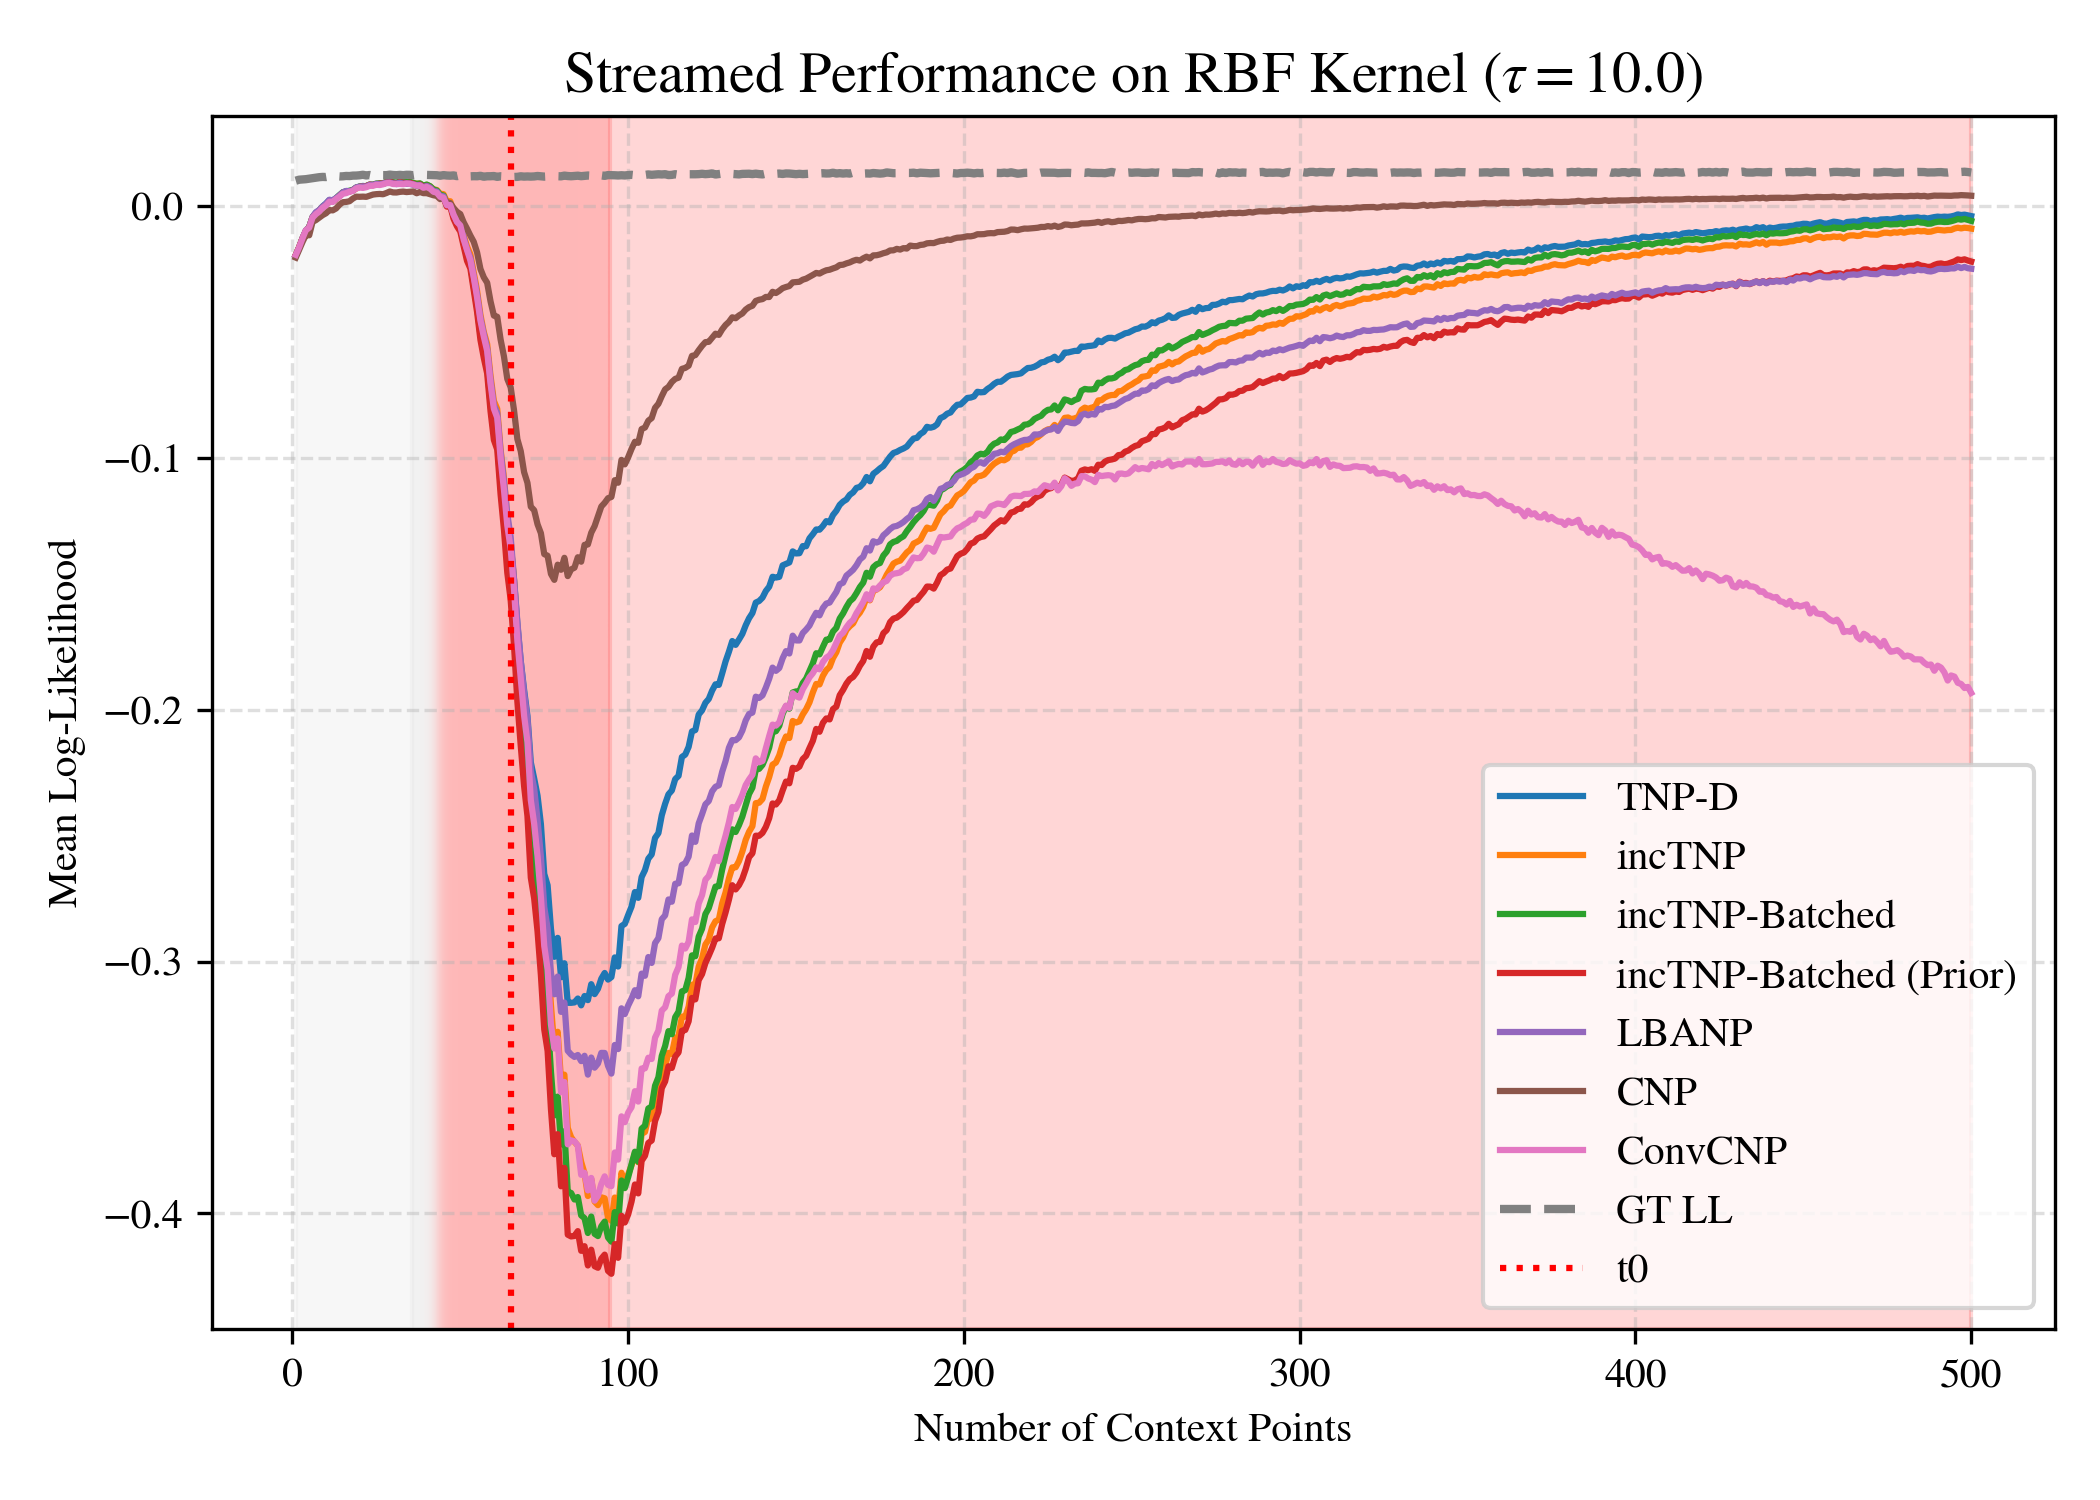 Streamed Performance on RBF Kernel (τ = 10.0)
Mean Log-Likelihood
0.0
−0.1
−0.2
−0.3
−0.4
0
100
200
300
400
500
Number of Context Points
TNP-D
incTNP
incTNP-Batched
incTNP-Batched (Prior)
LBANP
CNP
ConvCNP
GT LL
t0